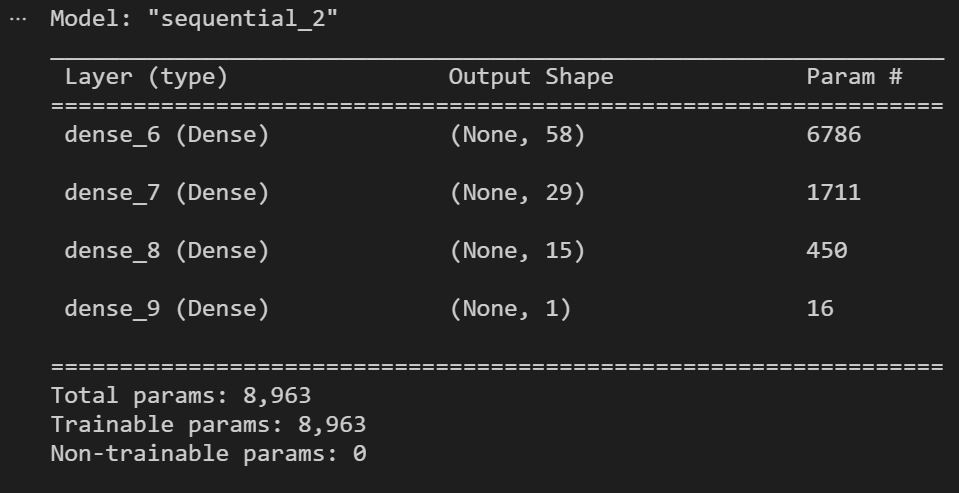 ... Model: "sequential_2"
_________________________________________________________________
Layer (type) Output Shape Param #
=================================================================
dense_6 (Dense) (None, 58) 6786
dense_7 (Dense) (None, 29) 1711
dense_8 (Dense) (None, 15) 450
dense_9 (Dense) (None, 1) 16
=================================================================
Total params: 8,963
Trainable params: 8,963
Non-trainable params: 0